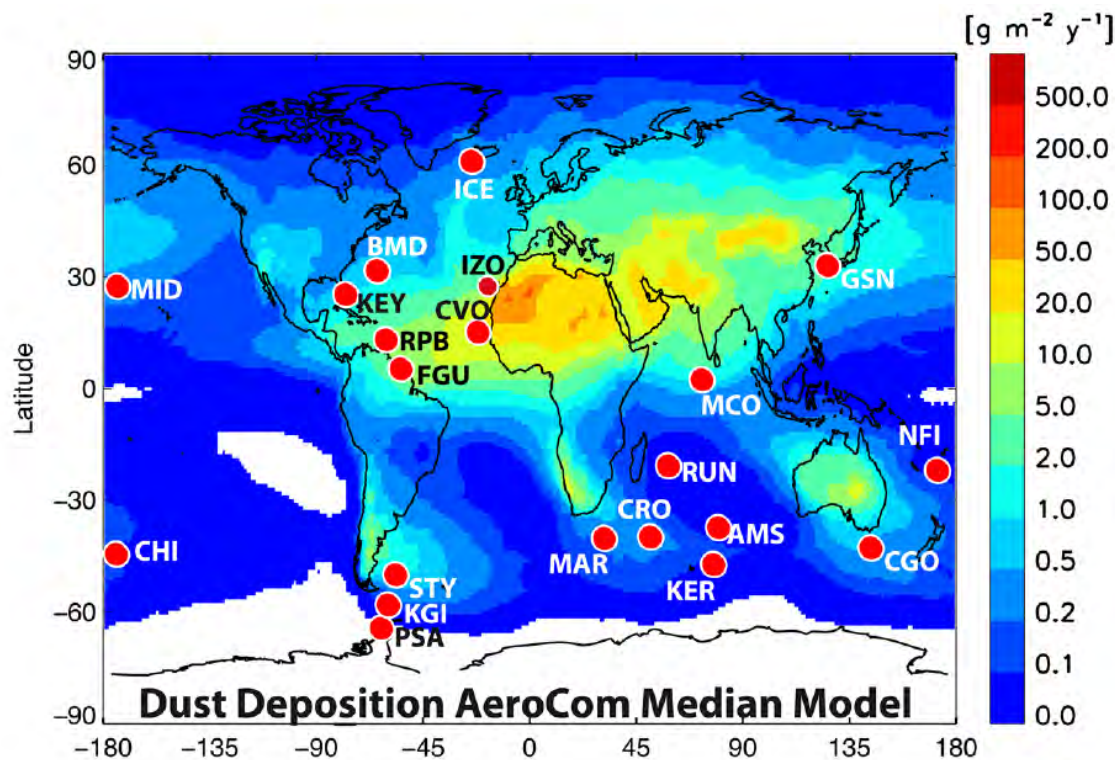 [g m⁻² y⁻¹]
90
60
30
0
−30
−60
−90
Latitude
−180
−90
−45
0
45
90
135
180
500.0
200.0
100.0
50.0
20.0
10.0
5.0
2.0
1.0
0.5
0.2
0.1
0.0
ICE
BMD
IZO
MID
KEY
CVO
GSN
RPB
FGU
MCO
NFI
RUN
CRO
AMS
CHI
MAR
CGO
KER
STY
KGI
PSA
Dust Deposition AeroCom Median Model